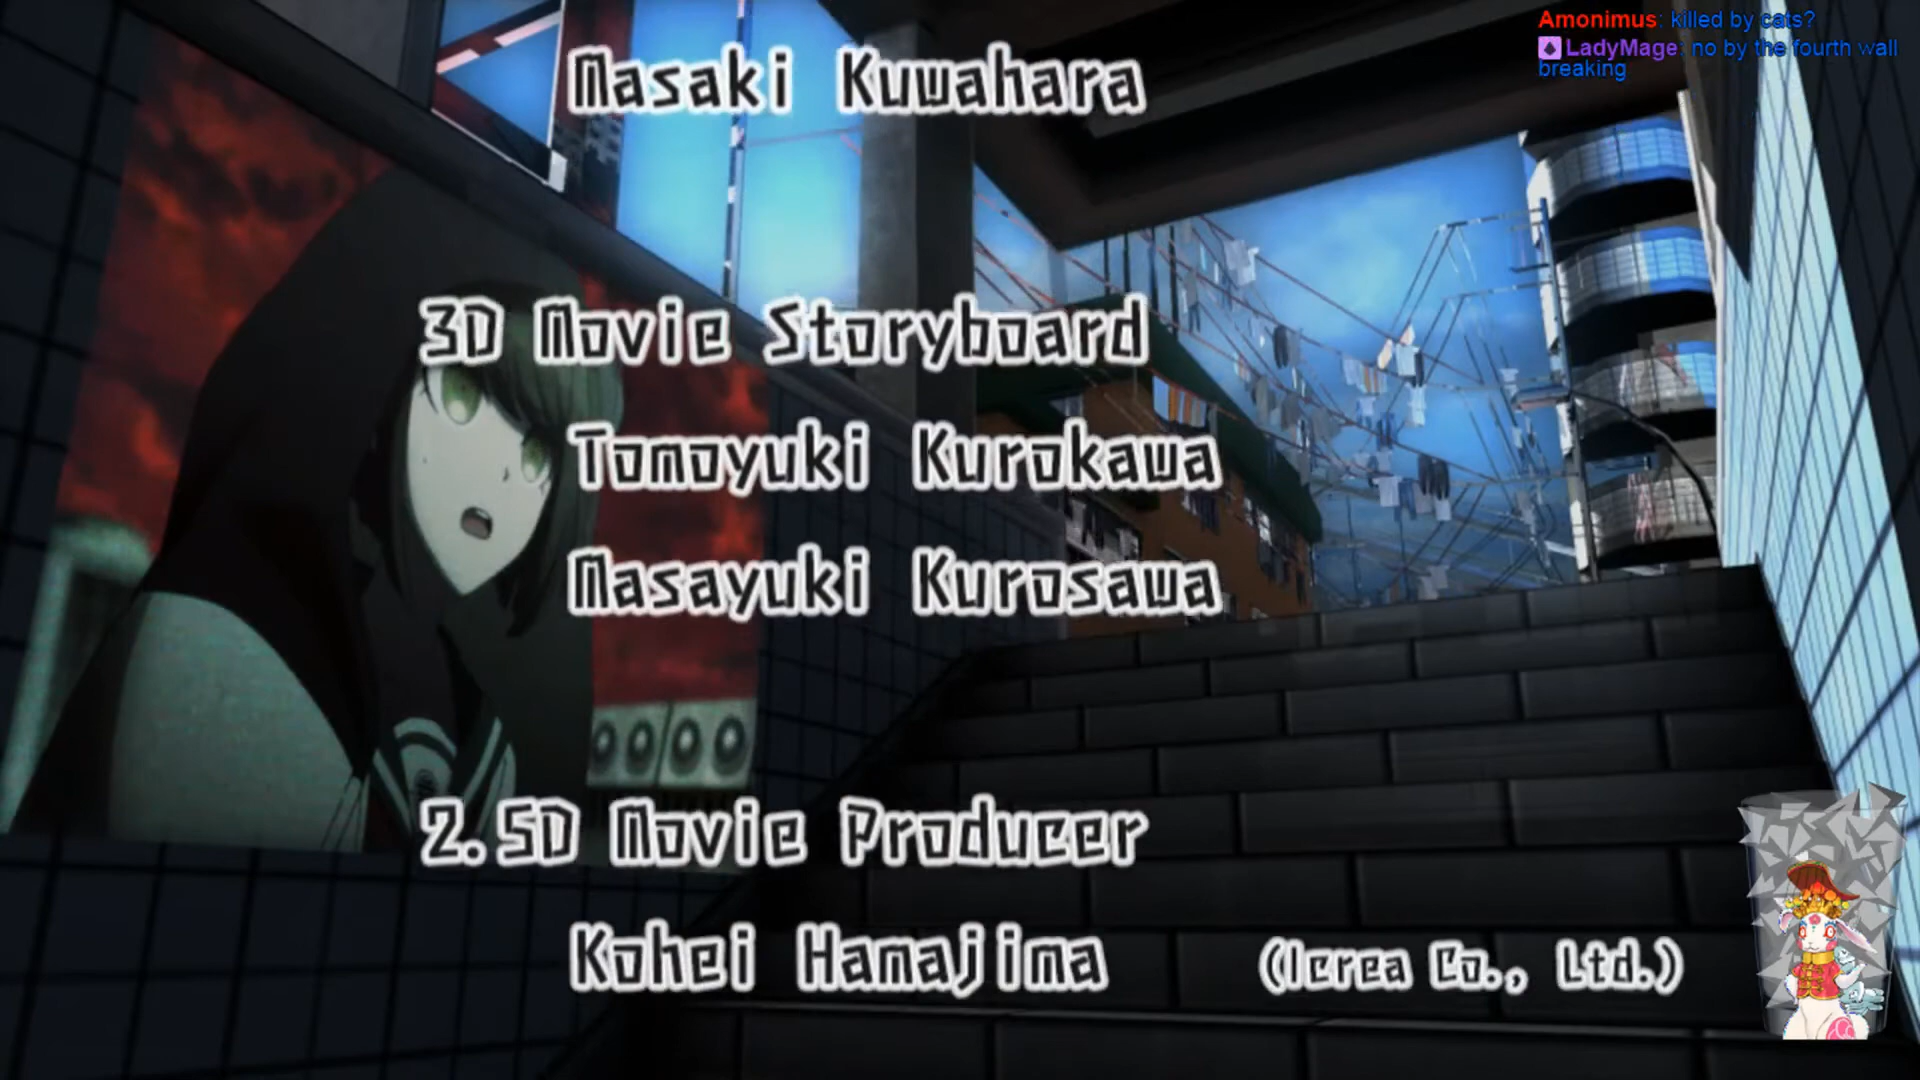 Amonimus: killed by cats?
LadyMage: no by the fourth wall
breaking
Masaki Kuwahara
3D Movie Storyboard
Tomoyuki Kurokawa
Masayuki Kurosawa
2.5D Movie Producer
Kohei Hanajima (Icrea Co., Ltd.)